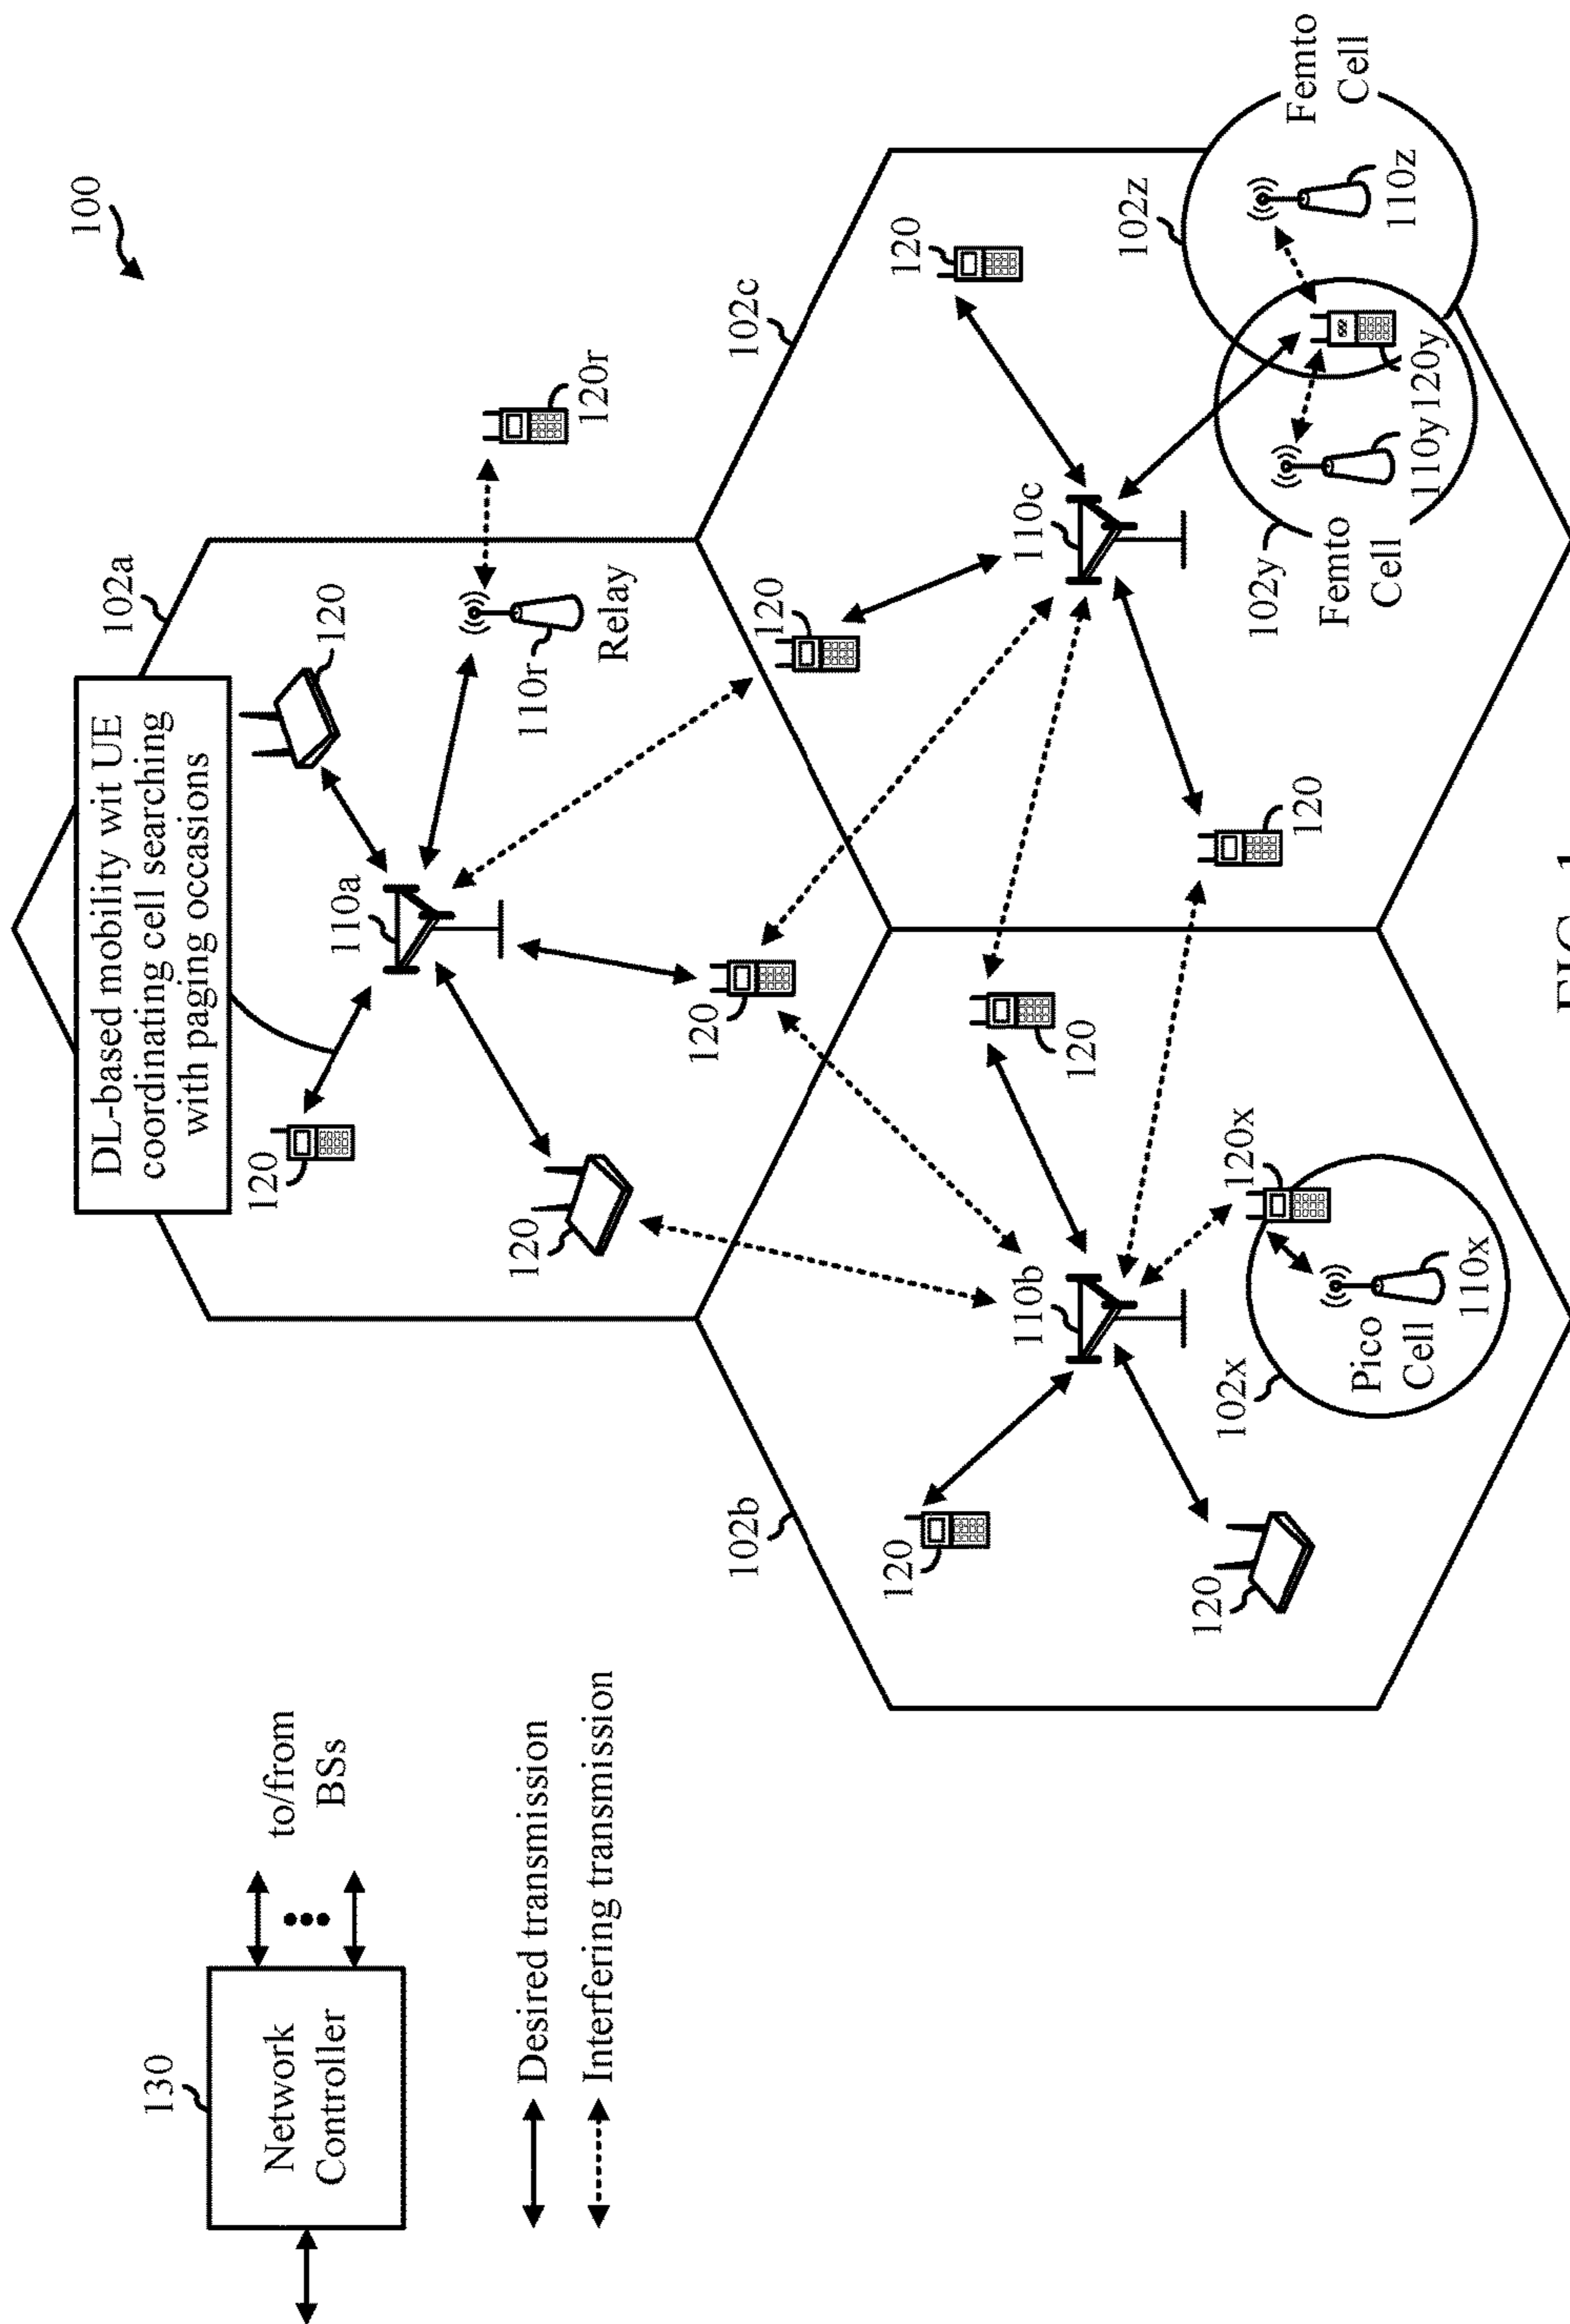 100
130
Network
Controller
to/from
BSs
Desired transmission
Interfering transmission
DL-based mobility wit UE
coordinating cell searching
with paging occasions
102a
120
120
110a
120
120
110r
Relay
120r
102b
120
120
110b
120
102x
Pico
Cell
110x
120x
102c
120
120
110c
120
102y
Femto
Cell
110y
120y
102z
110z
Femto
Cell
FIG. 1